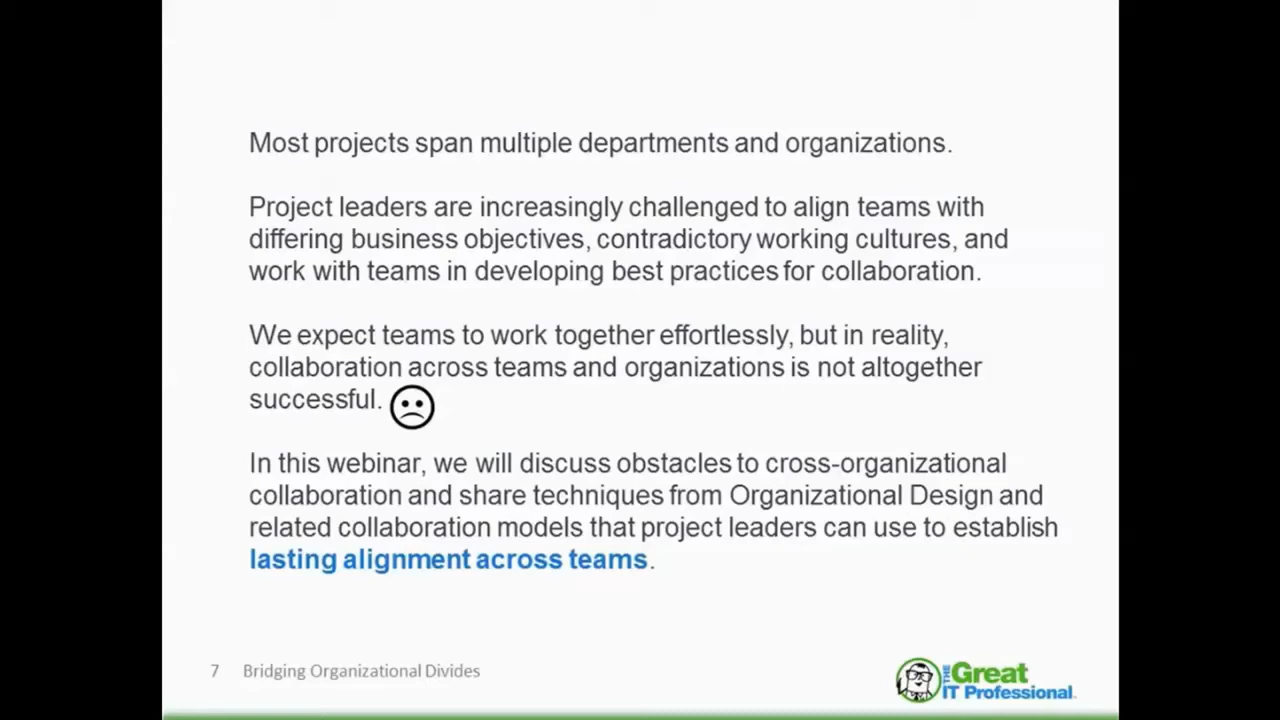 Most projects span multiple departments and organizations.
Project leaders are increasingly challenged to align teams with
differing business objectives, contradictory working cultures, and
work with teams in developing best practices for collaboration.
We expect teams to work together effortlessly, but in reality,
collaboration across teams and organizations is not altogether
successful.
In this webinar, we will discuss obstacles to cross-organizational
collaboration and share techniques from Organizational Design and
related collaboration models that project leaders can use to establish
lasting alignment across teams.
7 Bridging Organizational Divides
THE Great
IT Professional